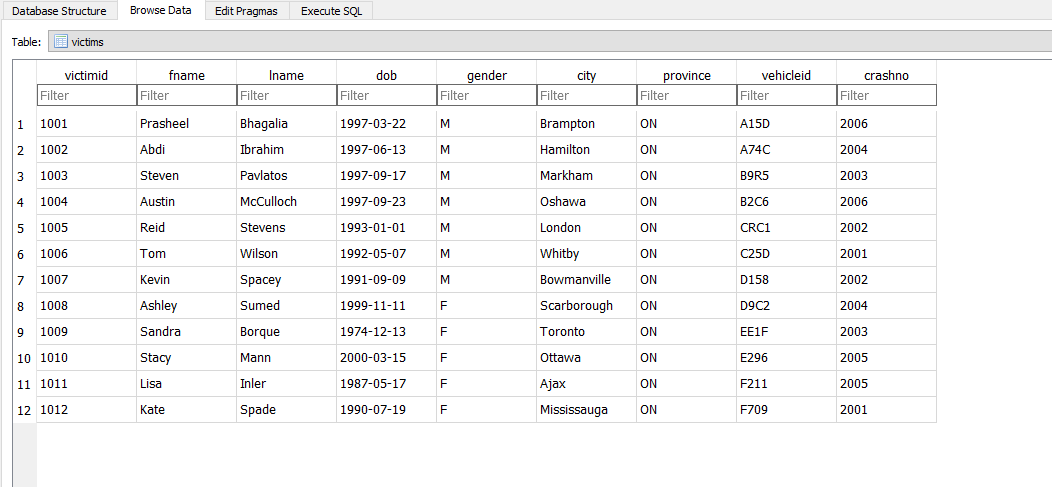 Database Structure Browse Data Edit Pragmas Execute SQL
Table: victims
victimid fname lname dob gender city province vehicleid crashno
Filter Filter Filter Filter Filter Filter Filter Filter Filter
1 1001 Prasheel Bhagalia 1997-03-22 M Brampton ON A15D 2006
2 1002 Abdi Ibrahim 1997-06-13 M Hamilton ON A74C 2004
3 1003 Steven Pavlatos 1997-09-17 M Markham ON B9R5 2003
4 1004 Austin McCulloch 1997-09-23 M Oshawa ON B2C6 2006
5 1005 Reid Stevens 1993-01-01 M London ON CRC1 2002
6 1006 Tom Wilson 1992-05-07 M Whitby ON C25D 2001
7 1007 Kevin Spacey 1991-09-09 M Bowmanville ON D158 2002
8 1008 Ashley Sumed 1999-11-11 F Scarborough ON D9C2 2004
9 1009 Sandra Borque 1974-12-13 F Toronto ON EE1F 2003
10 1010 Stacy Mann 2000-03-15 F Ottawa ON E296 2005
11 1011 Lisa Inler 1987-05-17 F Ajax ON F211 2005
12 1012 Kate Spade 1990-07-19 F Mississauga ON F709 2001